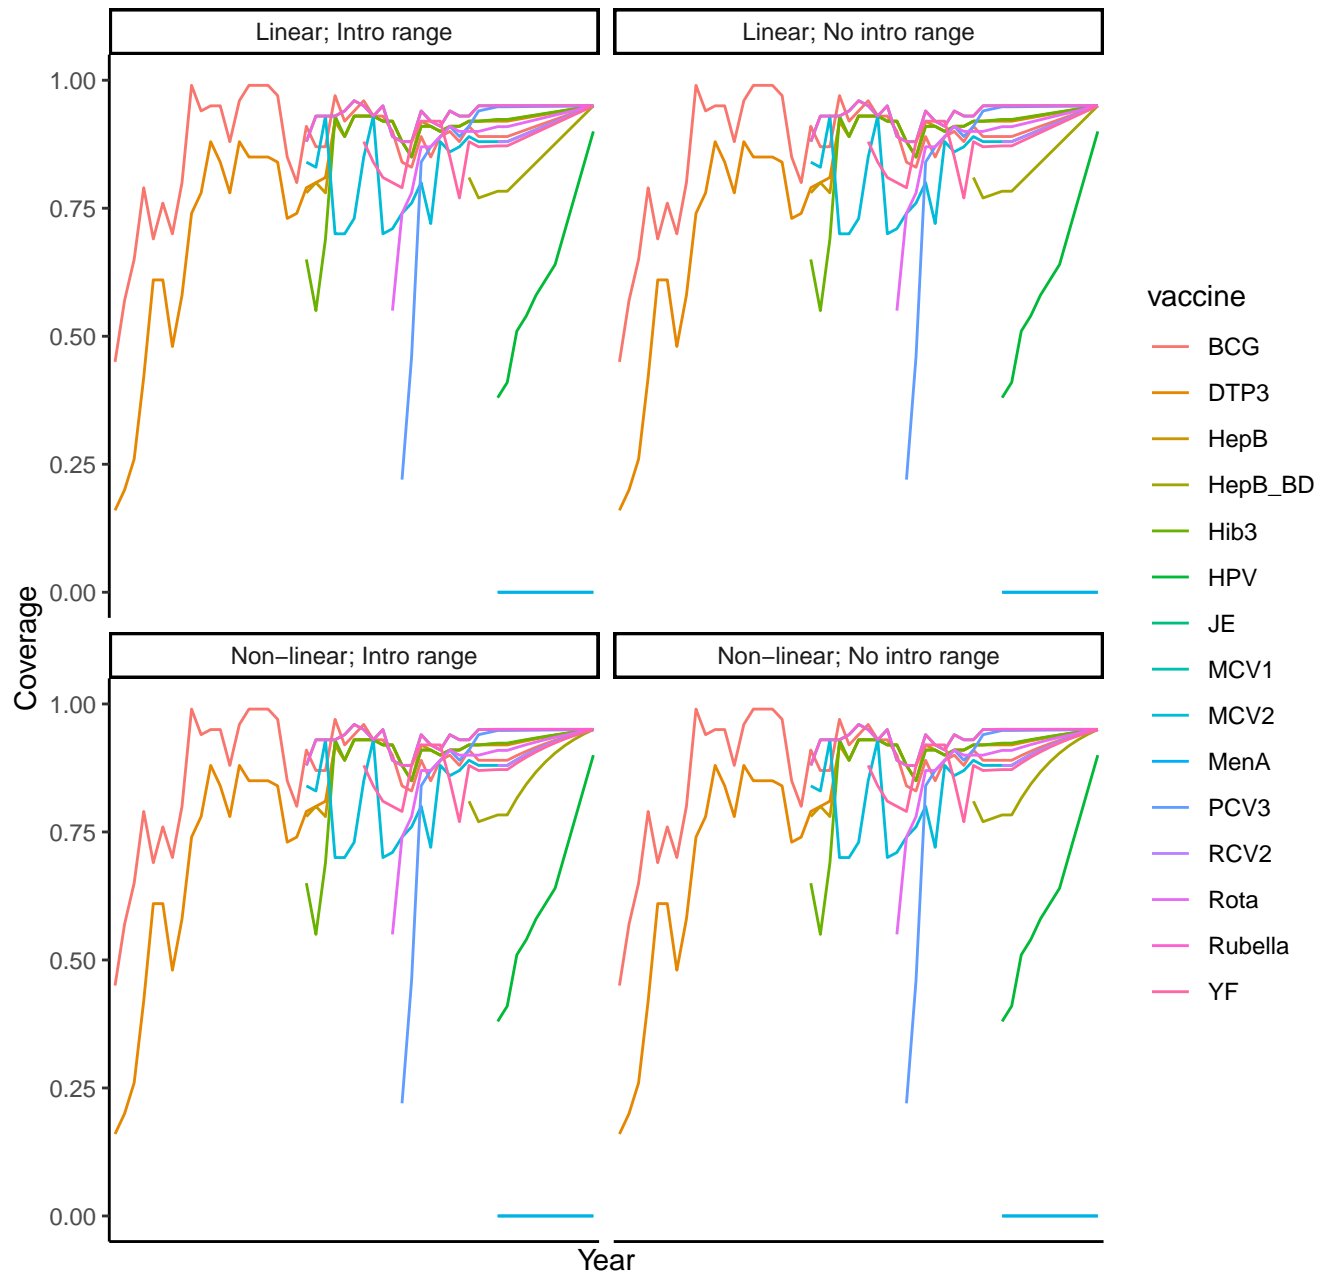 Linear; Intro range
Linear; No intro range
1.00
0.75
0.50
0.25
0.00
Non−linear; Intro range
Non−linear; No intro range
1.00
0.75
0.50
0.25
0.00
Coverage
Year
vaccine
BCG
DTP3
HepB
HepB_BD
Hib3
HPV
JE
MCV1
MCV2
MenA
PCV3
RCV2
Rota
Rubella
YF